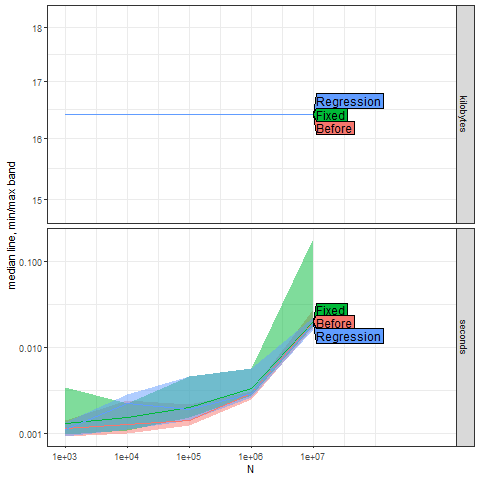 18
17
16
15
Regression
Fixed
Before
kilobytes
median line, min/max band
0.100
0.010
0.001
Fixed
Before
Regression
seconds
1e+03
1e+04
1e+05
1e+06
1e+07
N